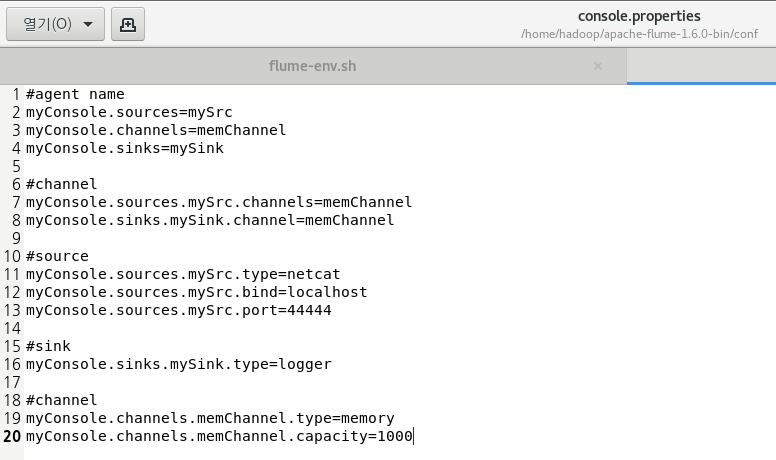 열기(O)
console.properties
/home/hadoop/apache-flume-1.6.0-bin/conf
flume-env.sh ×
1 #agent name
2 myConsole.sources=mySrc
3 myConsole.channels=memChannel
4 myConsole.sinks=mySink
5
6 #channel
7 myConsole.sources.mySrc.channels=memChannel
8 myConsole.sinks.mySink.channel=memChannel
9
10 #source
11 myConsole.sources.mySrc.type=netcat
12 myConsole.sources.mySrc.bind=localhost
13 myConsole.sources.mySrc.port=44444
14
15 #sink
16 myConsole.sinks.mySink.type=logger
17
18 #channel
19 myConsole.channels.memChannel.type=memory
20 myConsole.channels.memChannel.capacity=1000